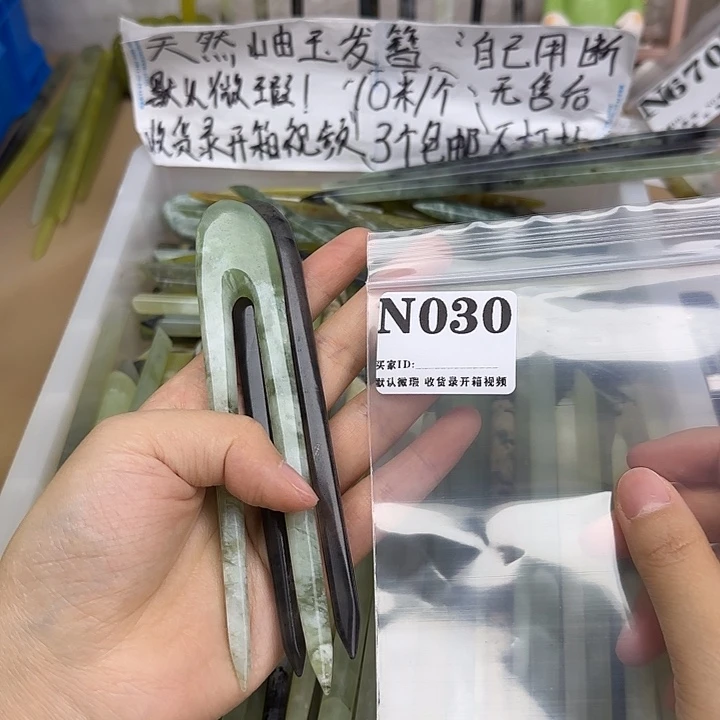 天然岫玉发簪：自己用断
默认微瑕！10米/个、无售后
收货录开箱视频 3个包邮不打
N670
N030
买家ID:
默认微瑕 收货录开箱视频